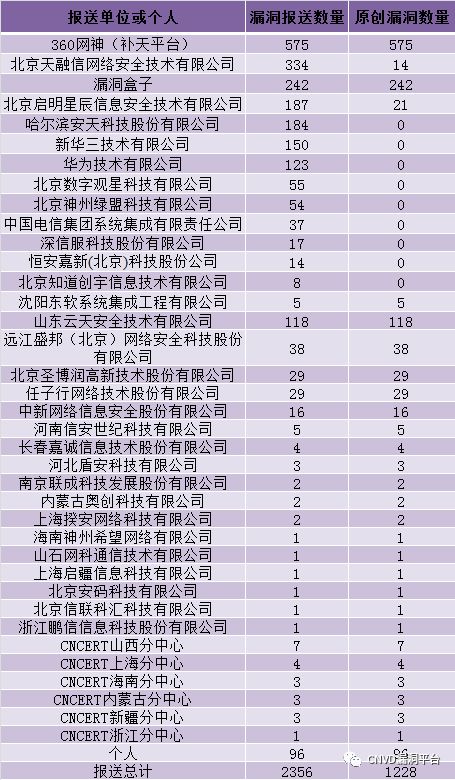 报送单位或个人 漏洞报送数量 原创漏洞数量
360网神（补天平台） 575 575
北京天融信网络安全技术有限公司 334 14
漏洞盒子 242 242
北京启明星辰信息安全技术有限公司 187 21
哈尔滨安天科技股份有限公司 184 0
新华三技术有限公司 150 0
华为技术有限公司 123 0
北京数字观星科技有限公司 55 0
北京神州绿盟科技有限公司 54 0
中国电信集团系统集成有限责任公司 37 0
深信服科技股份有限公司 17 0
恒安嘉新(北京)科技股份公司 14 0
北京知道创宇信息技术有限公司 8 0
沈阳东软系统集成工程有限公司 5 5
山东云天安全技术有限公司 118 118
远江盛邦（北京）网络安全科技股份
有限公司 38 38
北京圣博润高新技术股份有限公司 29 29
任子行网络技术股份有限公司 29 29
中新网络信息安全股份有限公司 16 16
河南信安世纪科技有限公司 5 5
长春嘉诚信息技术股份有限公司 4 4
河北盾安科技有限公司 3 3
南京联成科技发展股份有限公司 2 2
内蒙古奥创科技有限公司 2 2
上海揆安网络科技有限公司 2 2
海南神州希望网络有限公司 1 1
山石网科通信技术有限公司 1 1
上海启疆信息科技有限公司 1 1
北京安码科技有限公司 1 1
北京信联科汇科技有限公司 1 1
浙江鹏信信息科技股份有限公司 1 1
CNCERT山西分中心 7 7
CNCERT上海分中心 4 4
CNCERT海南分中心 3 3
CNCERT内蒙古分中心 3 3
CNCERT新疆分中心 3 3
CNCERT浙江分中心 1 1
个人 96 96
报送总计 2356 1228
CNVD漏洞平台